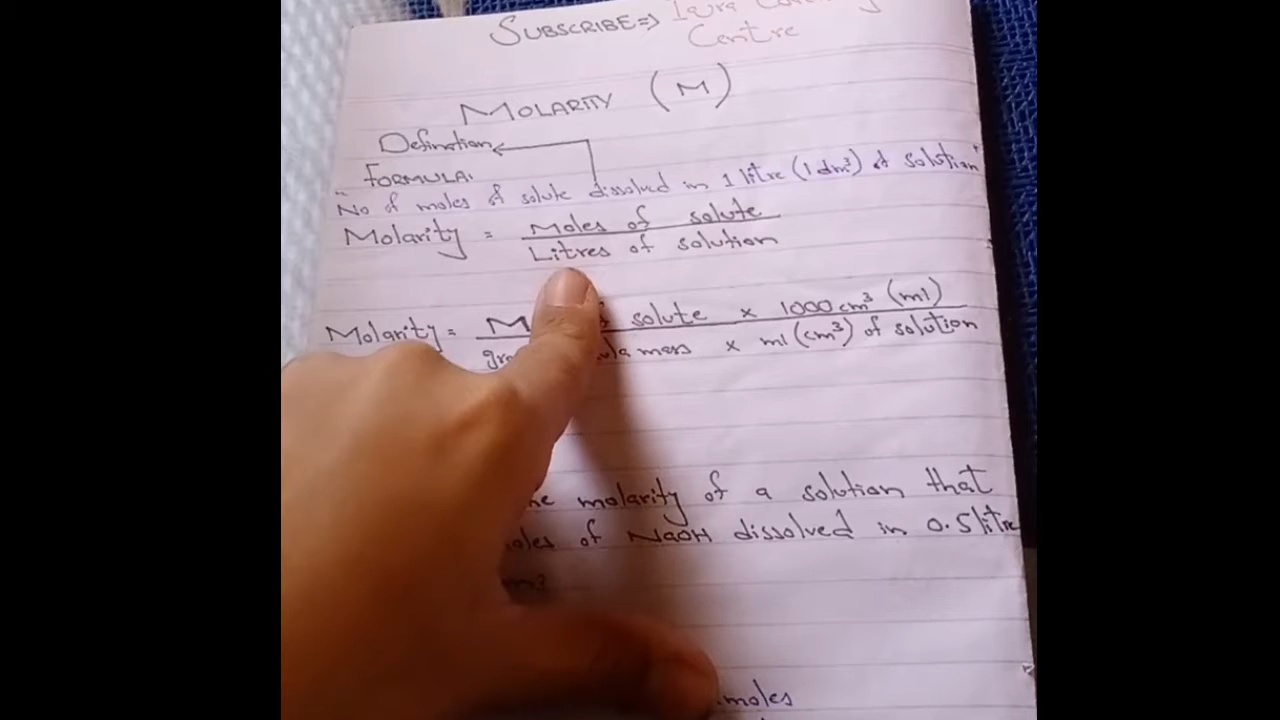 SUBSCRIBE => Centre
MOLARITY (M)
Definition
FORMULA:
"No of moles of solute dissolved in 1 litre (1 dm³) of solution"
Molarity = Moles of solute
Litres of solution
Molarity = solute x 1000 cm³ (ml)
mass x ml (cm³) of solution
molarity of a solution that
of NaOH dissolved in 0.5 litre
moles